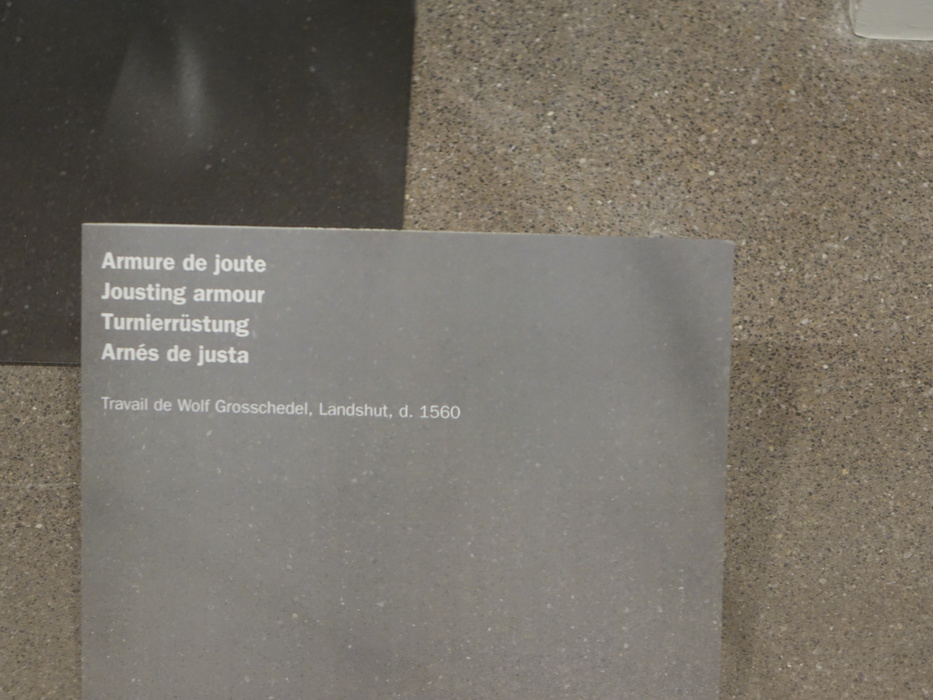 Armure de joute
Jousting armour
Turnierrüstung
Arnés de justa
Travail de Wolf Grosschedel, Landshut, d. 1560